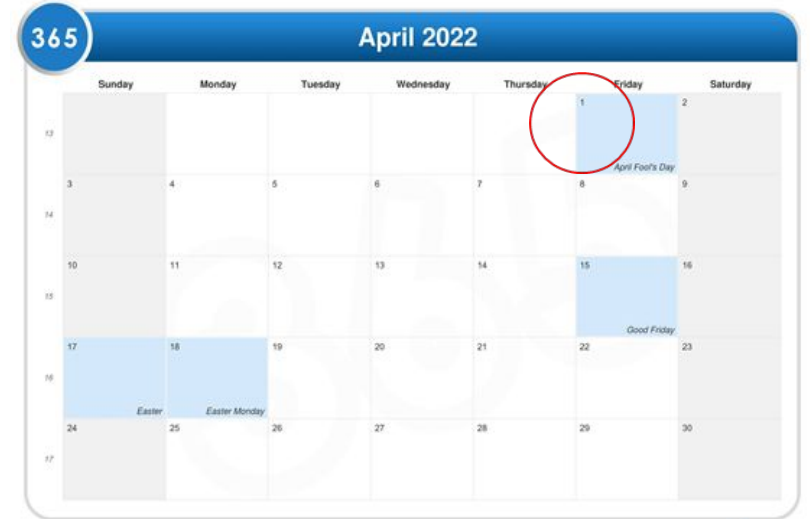 365
April 2022
Sunday Monday Tuesday Wednesday Thursday Friday Saturday
13 1 2
April Fool's Day
14 3 4 5 6 7 8 9
15 10 11 12 13 14 15 16
Good Friday
16 17 18 19 20 21 22 23
Easter Easter Monday
17 24 25 26 27 28 29 30
365